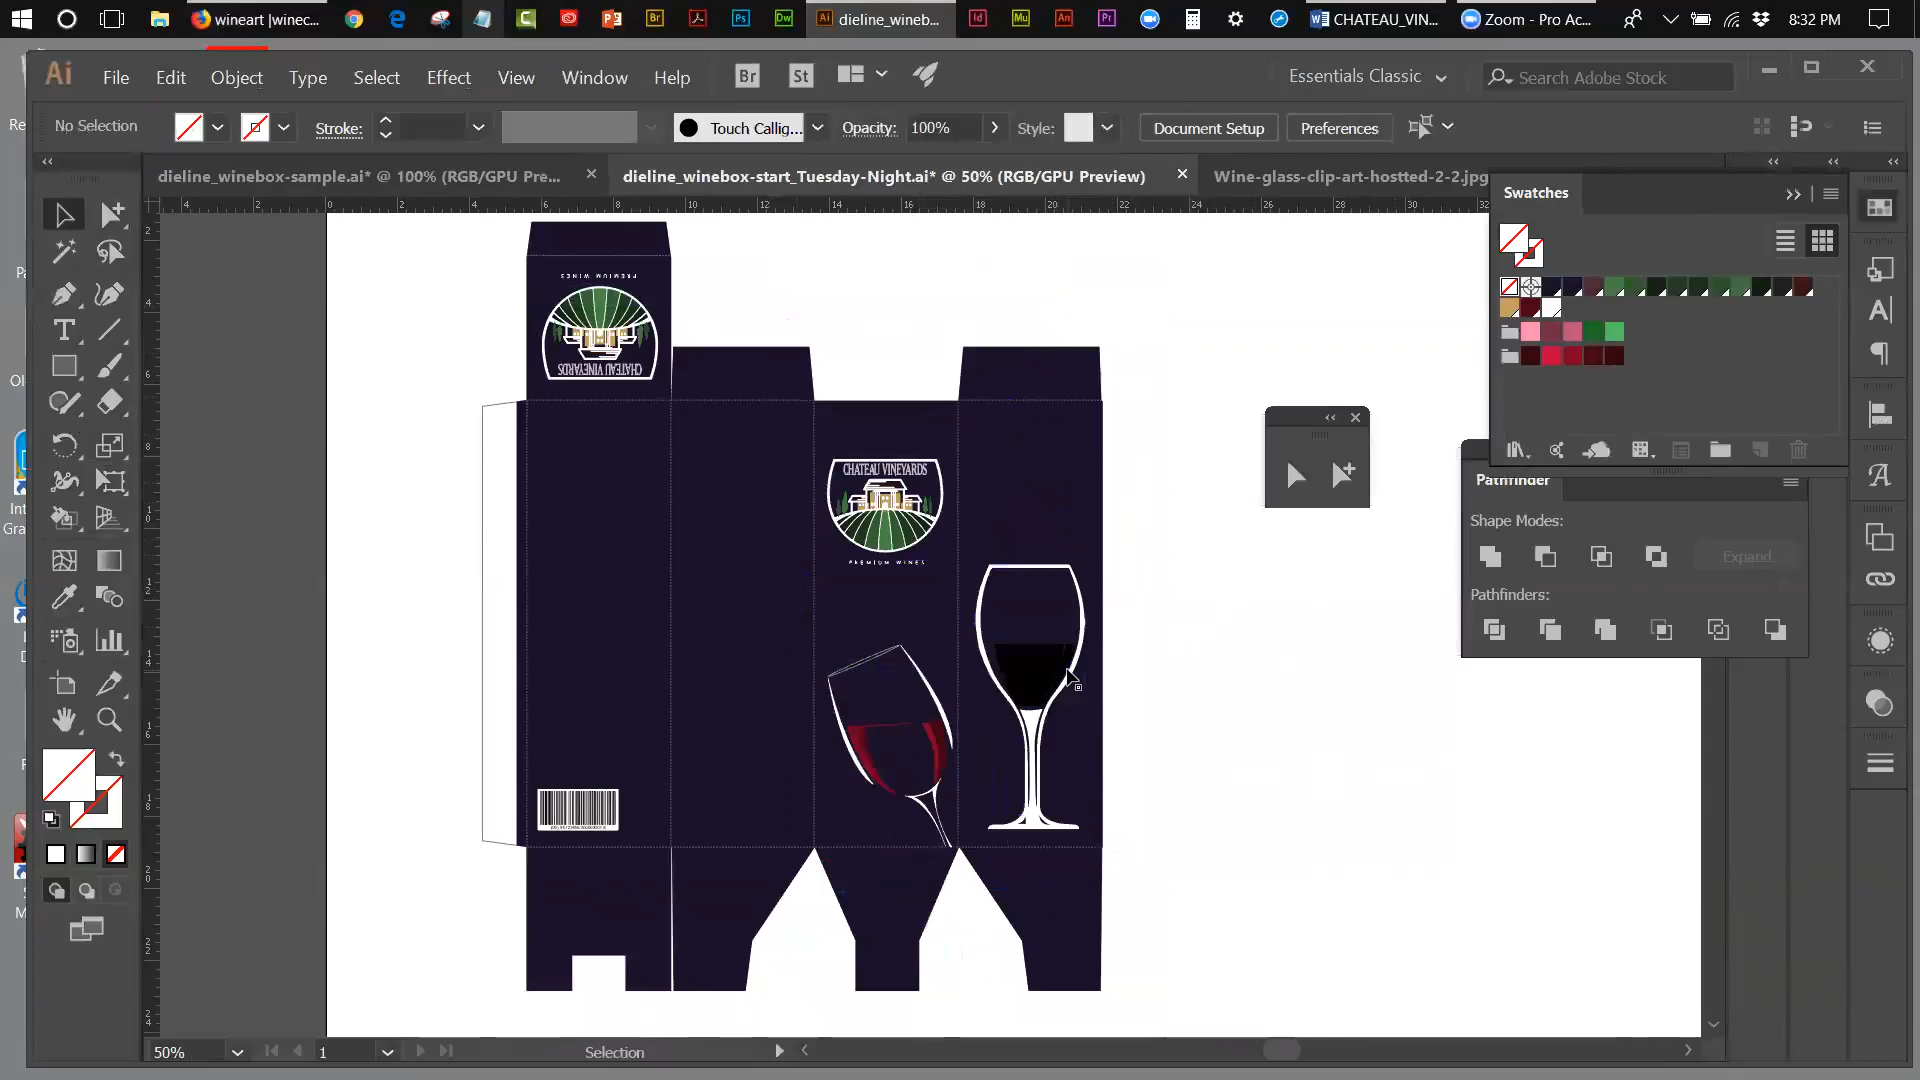 wineart |winec...
dieline_wineb...
CHATEAU_VIN...
Zoom - Pro Ac...
8:32 PM
Ai
File Edit Object Type Select Effect View Window Help
Br
St
Essentials Classic
Search Adobe Stock
No Selection
Stroke:
Touch Callig...
Opacity:
100%
Style:
Document Setup
Preferences
dieline_winebox-sample.ai* @ 100% (RGB/GPU Pre...
dieline_winebox-start_Tuesday-Night.ai* @ 50% (RGB/GPU Preview)
Wine-glass-clip-art-hostted-2-2.jpg
Swatches
PREMIUM WINES
CHATEAU VINEYARDS
CHATEAU VINEYARDS
PREMIUM WINES
Pathfinder
Shape Modes:
Expand
Pathfinders:
50%
1
Selection